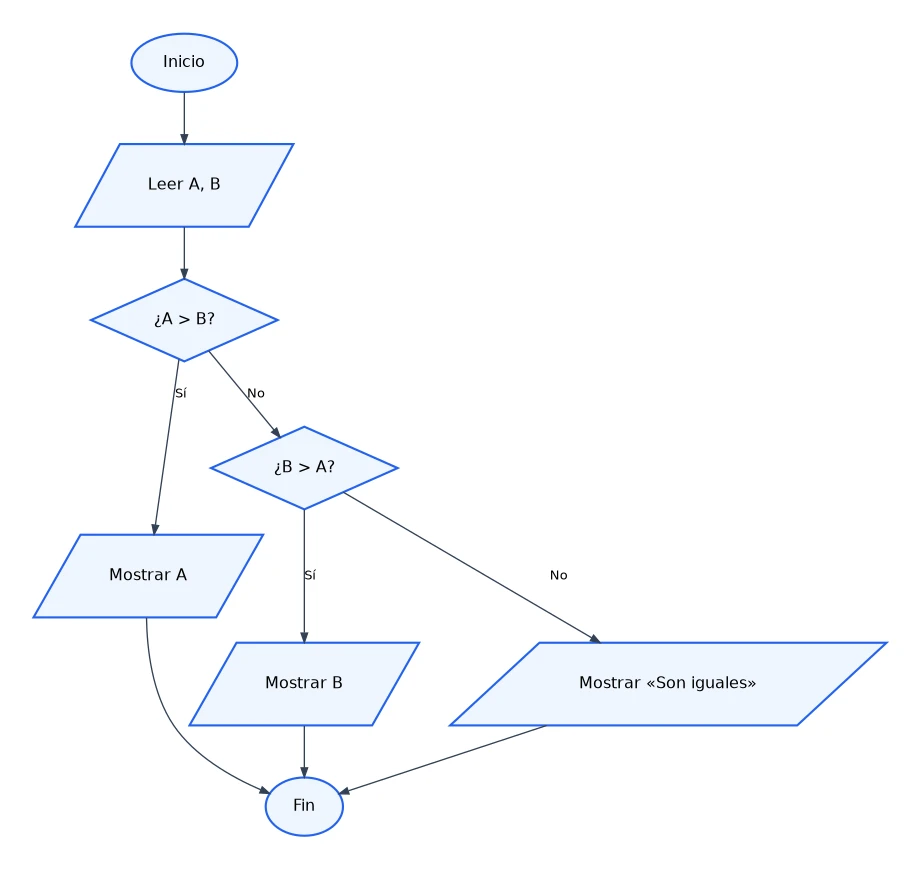 Inicio
Leer A, B
¿A > B?
Sí
No
¿B > A?
Mostrar A
Sí
No
Mostrar B
Mostrar «Son iguales»
Fin